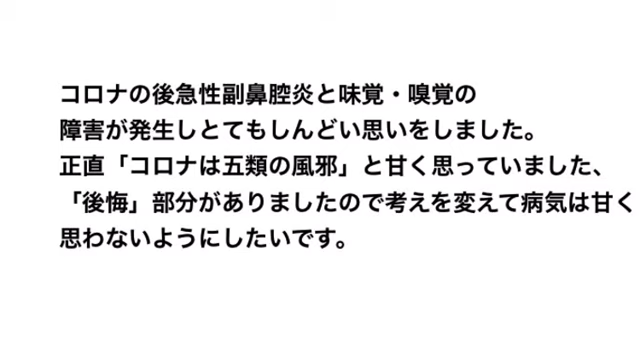 コロナの後急性副鼻腔炎と味覚・嗅覚の
障害が発生しとてもしんどい思いをしました。
正直「コロナは五類の風邪」と甘く思っていました、
「後悔」部分がありましたので考えを変えて病気は甘く
思わないようにしたいです。